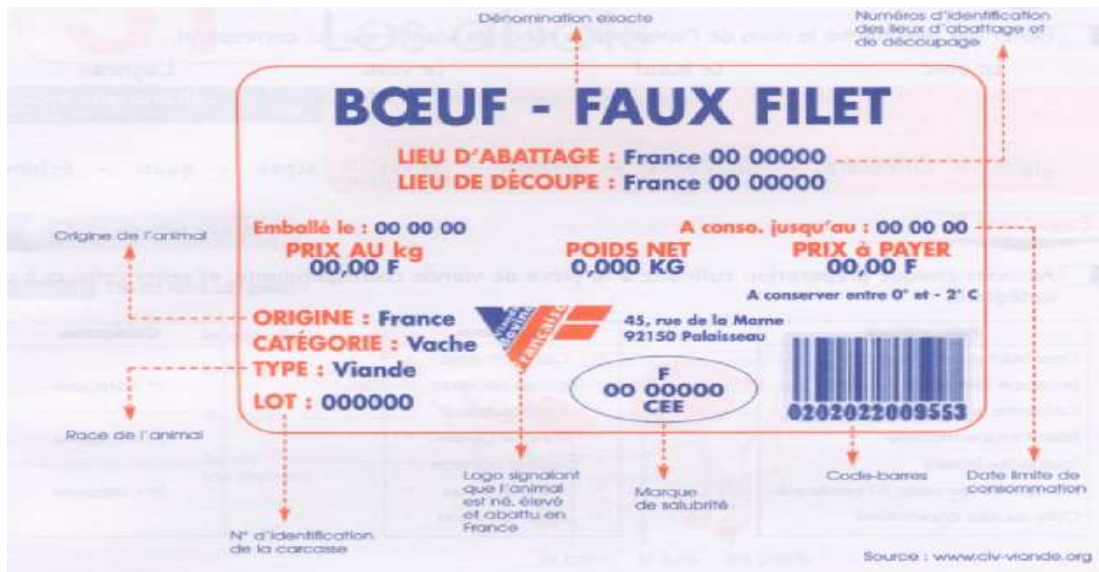 Dénomination exacte
Numéros d'identification
des lieux d'abattage et
de découpage
BŒUF - FAUX FILET
LIEU D'ABATTAGE : France 00 00000
LIEU DE DÉCOUPE : France 00 00000
Emballé le : 00 00 00
A conso. jusqu'au : 00 00 00
PRIX AU kg
00,00 F
POIDS NET
0,000 KG
PRIX à PAYER
00,00 F
A conserver entre 0° et - 2° C
Origine de l'animal
ORIGINE : France
CATÉGORIE : Vache
TYPE : Viande
LOT : 000000
Viande
Bovine
Française
45, rue de la Marne
92150 Palaisseau
F
00 00000
CEE
0202022009553
Race de l'animal
N° d'identification
de la carcasse
Logo signalant
que l'animal
est né, élevé
et abattu en
France
Marque
de salubrité
Code-barres
Date limite de
consommation
Source : www.civ-viande.org